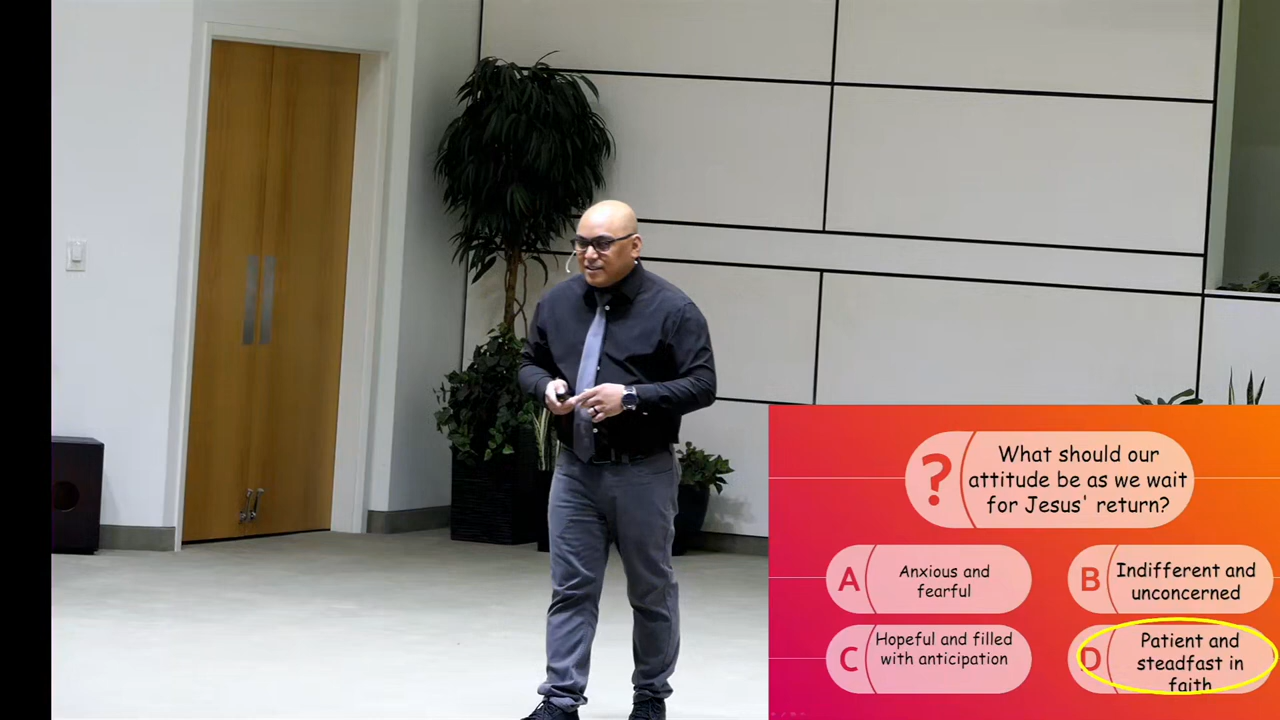 ?
What should our
attitude be as we wait
for Jesus' return?
A
Anxious and
fearful
B
Indifferent and
unconcerned
C
Hopeful and filled
with anticipation
D
Patient and
steadfast in
faith